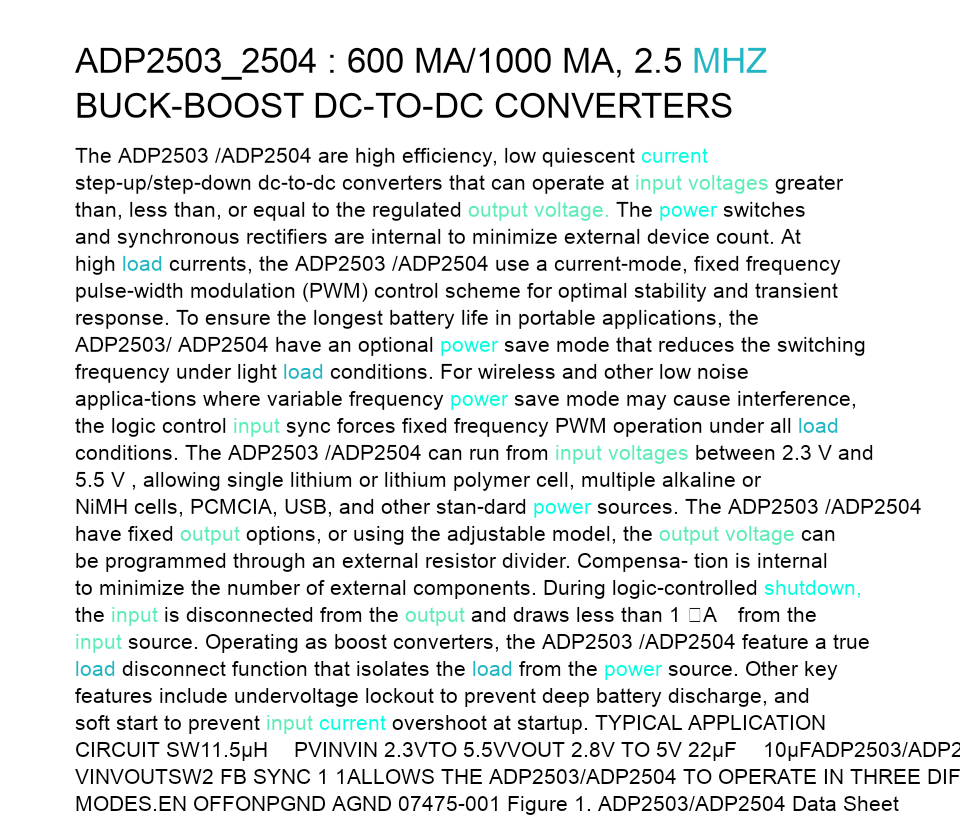 ADP2503_2504 : 600 MA/1000 MA, 2.5 MHZ
BUCK-BOOST DC-TO-DC CONVERTERS
The ADP2503 /ADP2504 are high efficiency, low quiescent current
step-up/step-down dc-to-dc converters that can operate at input voltages greater
than, less than, or equal to the regulated output voltage. The power switches
and synchronous rectifiers are internal to minimize external device count. At
high load currents, the ADP2503 /ADP2504 use a current-mode, fixed frequency
pulse-width modulation (PWM) control scheme for optimal stability and transient
response. To ensure the longest battery life in portable applications, the
ADP2503/ ADP2504 have an optional power save mode that reduces the switching
frequency under light load conditions. For wireless and other low noise
applica-tions where variable frequency power save mode may cause interference,
the logic control input sync forces fixed frequency PWM operation under all load
conditions. The ADP2503 /ADP2504 can run from input voltages between 2.3 V and
5.5 V , allowing single lithium or lithium polymer cell, multiple alkaline or
NiMH cells, PCMCIA, USB, and other stan-dard power sources. The ADP2503 /ADP2504
have fixed output options, or using the adjustable model, the output voltage can
be programmed through an external resistor divider. Compensa- tion is internal
to minimize the number of external components. During logic-controlled shutdown,
the input is disconnected from the output and draws less than 1 □A from the
input source. Operating as boost converters, the ADP2503 /ADP2504 feature a true
load disconnect function that isolates the load from the power source. Other key
features include undervoltage lockout to prevent deep battery discharge, and
soft start to prevent input current overshoot at startup. TYPICAL APPLICATION
CIRCUIT SW11.5µH PVINVIN 2.3VTO 5.5VVOUT 2.8V TO 5V 22µF 10µFADP2503/ADP2
VINVOUTSW2 FB SYNC 1 1ALLOWS THE ADP2503/ADP2504 TO OPERATE IN THREE DIF
MODES.EN OFFONPGND AGND 07475-001 Figure 1. ADP2503/ADP2504 Data Sheet